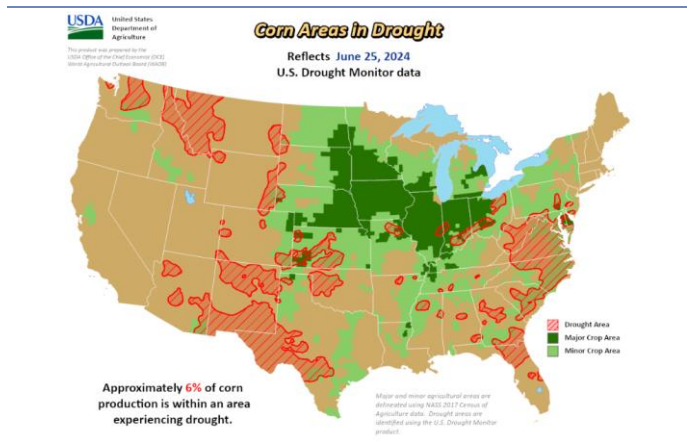 USDA
United States
Department of
Agriculture
This product was prepared by the
USDA Office of the Chief Economist (OCE)
World Agricultural Outlook Board (WAOB)
Corn Areas in Drought
Reflects June 25, 2024
U.S. Drought Monitor data
Drought Area
Major Crop Area
Minor Crop Area
Approximately 6% of corn
production is within an area
experiencing drought.
Major and minor agricultural areas are
delineated using NASS 2017 Census of
Agriculture data. Drought areas are
identified using the U.S. Drought Monitor
product.